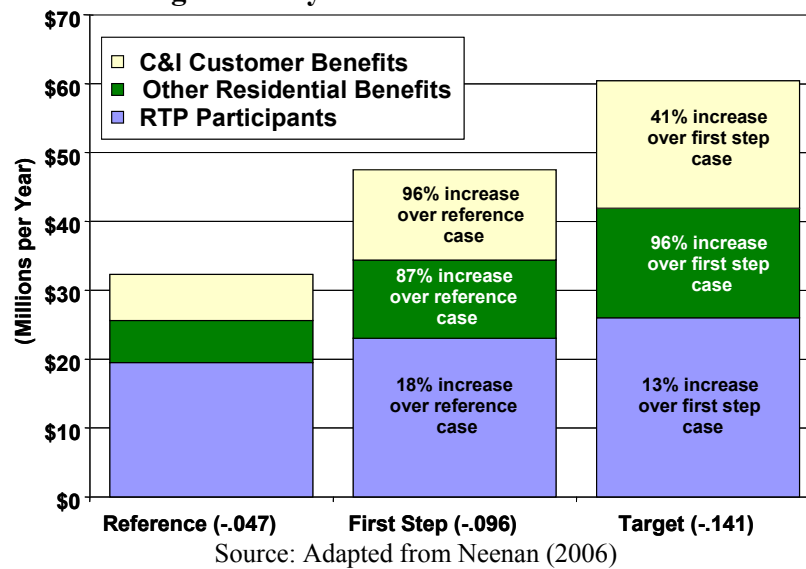 $70
$60
$50
$40
$30
$20
$10
$0
(Millions per Year)
C&I Customer Benefits
Other Residential Benefits
RTP Participants
96% increase
over reference
case
87% increase
over reference
case
18% increase
over reference
case
41% increase
over first step
case
96% increase
over first step
case
13% increase
over first step
case
Reference (-.047)
First Step (-.096)
Target (-.141)
Source: Adapted from Neenan (2006)